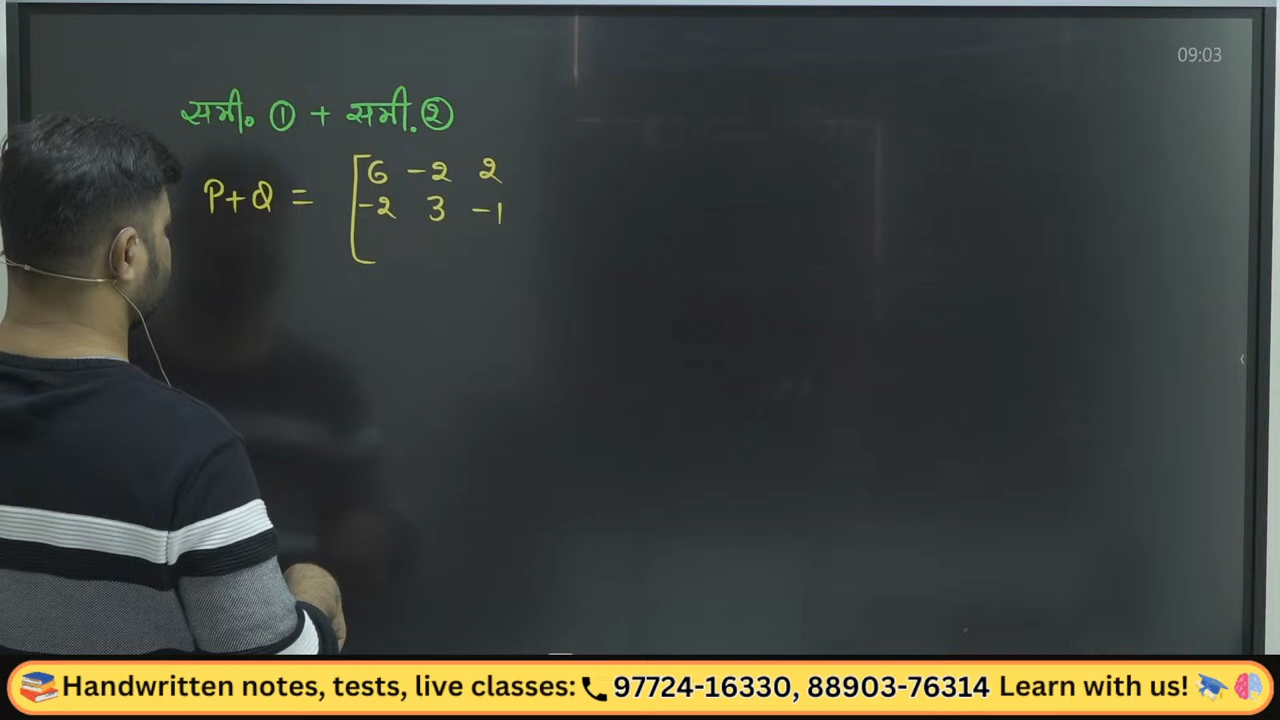 09:03
समी. ① + समी. ②
P+Q = [6 -2 2
-2 3 -1
📚Handwritten notes, tests, live classes:📞97724-16330, 88903-76314 Learn with us!🎓🧠